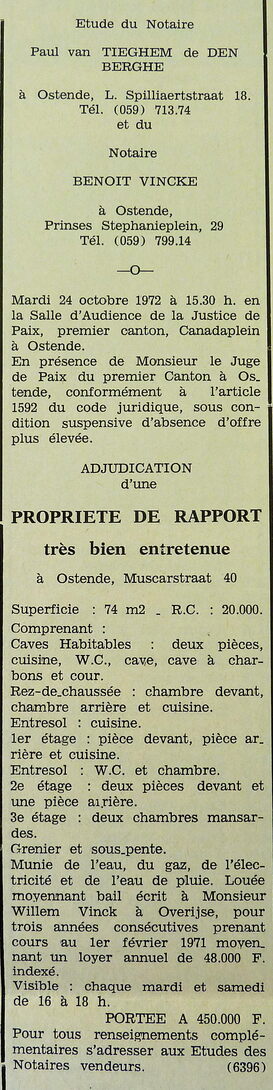 Etude du Notaire
Paul van TIEGHEM de DEN
BERGHE
à Ostende, L. Spilliaertstraat 18.
Tél. (059) 713.74
et du
Notaire
BENOIT VINCKE
à Ostende,
Prinses Stephanieplein, 29
Tél. (059) 799.14
—O—
Mardi 24 octobre 1972 à 15.30 h. en
la Salle d'Audience de la Justice de
Paix, premier canton, Canadaplein
à Ostende.
En présence de Monsieur le Juge
de Paix du premier Canton à Os_
tende, conformément à l'article
1592 du code juridique, sous con-
dition suspensive d'absence d'offre
plus élevée.
ADJUDICATION
d'une
PROPRIETE DE RAPPORT
très bien entretenue
à Ostende, Muscarstraat 40
Superficie : 74 m2 _ R.C. : 20.000.
Comprenant :
Caves Habitables : deux pièces,
cuisine, W.C., cave, cave à char-
bons et cour.
Rez-de_chaussée : chambre devant,
chambre arrière et cuisine.
Entresol : cuisine.
1er étage : pièce devant, pièce ar_
rière et cuisine.
Entresol : W.C. et chambre.
2e étage : deux pièces devant et
une pièce arrière.
3e étage : deux chambres mansar-
des.
Grenier et sous_pente.
Munie de l'eau, du gaz, de l'élec-
tricité et de l'eau de pluie. Louée
moyennant bail écrit à Monsieur
Willem Vinck à Overijse, pour
trois années consécutives prenant
cours au 1er février 1971 moyen_
nant un loyer annuel de 48.000 F.
indexé.
Visible : chaque mardi et samedi
de 16 à 18 h.
PORTEE A 450.000 F.
Pour tous renseignements complé-
mentaires s'adresser aux Etudes des
Notaires vendeurs. (6396)